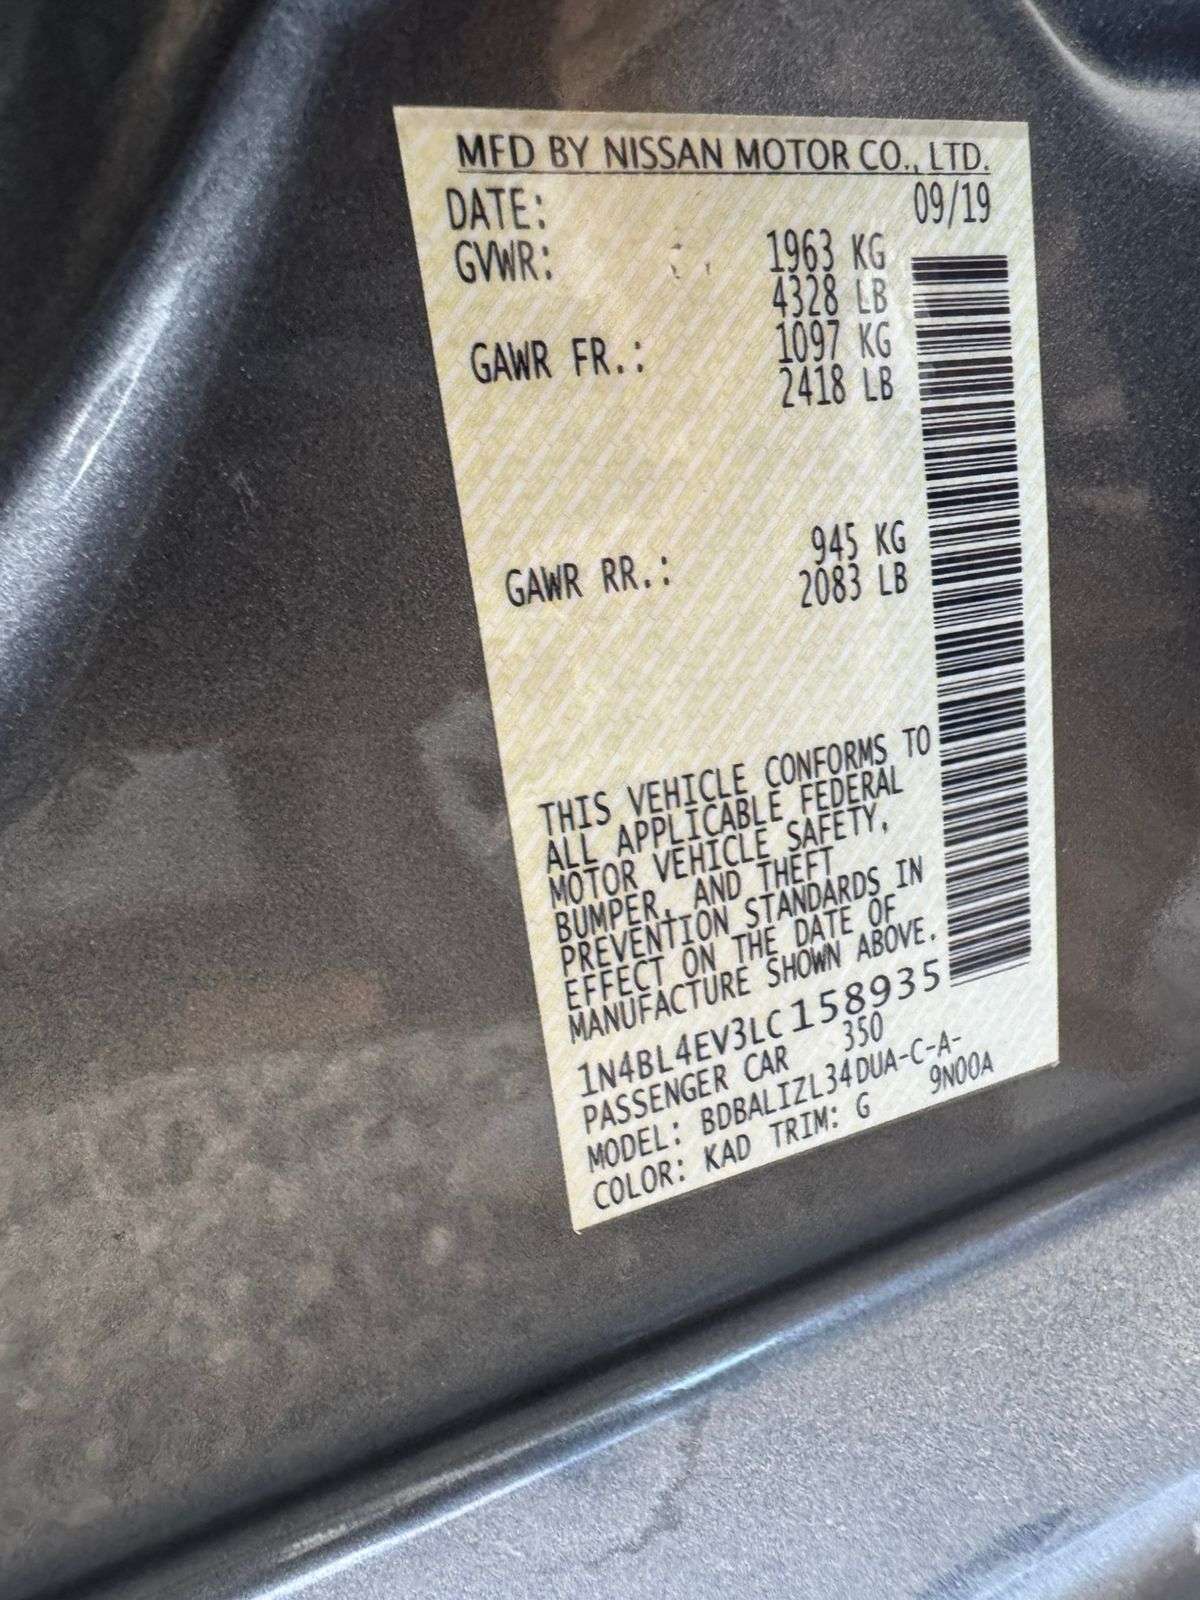 MFD BY NISSAN MOTOR CO., LTD.
DATE: 09/19
GVWR: 1963 KG
4328 LB
GAWR FR.: 1097 KG
2418 LB
GAWR RR.: 945 KG
2083 LB
THIS VEHICLE CONFORMS TO
ALL APPLICABLE FEDERAL
MOTOR VEHICLE SAFETY,
BUMPER, AND THEFT
PREVENTION STANDARDS IN
EFFECT ON THE DATE OF
MANUFACTURE SHOWN ABOVE.
1N4BL4EV3LC158935
PASSENGER CAR 350
MODEL: BDBALIZL34DUA-C-A-
COLOR: KAD TRIM: G 9N00A